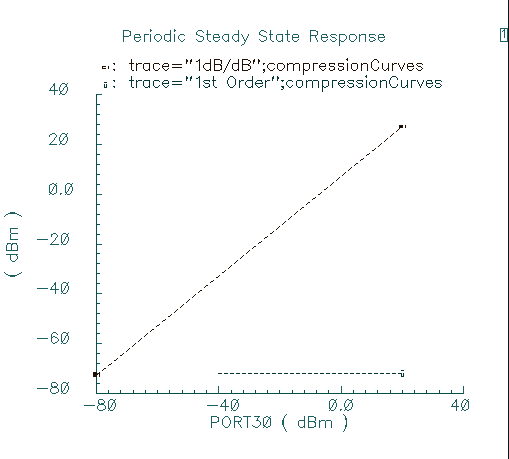 Periodic Steady State Response
1
: trace="1dB/dB";compressionCurves
: trace="1st Order";compressionCurves
40
20
0.0
-20
-40
-60
-80
( dBm )
-80 -40 0.0 40
PORT30 ( dBm )